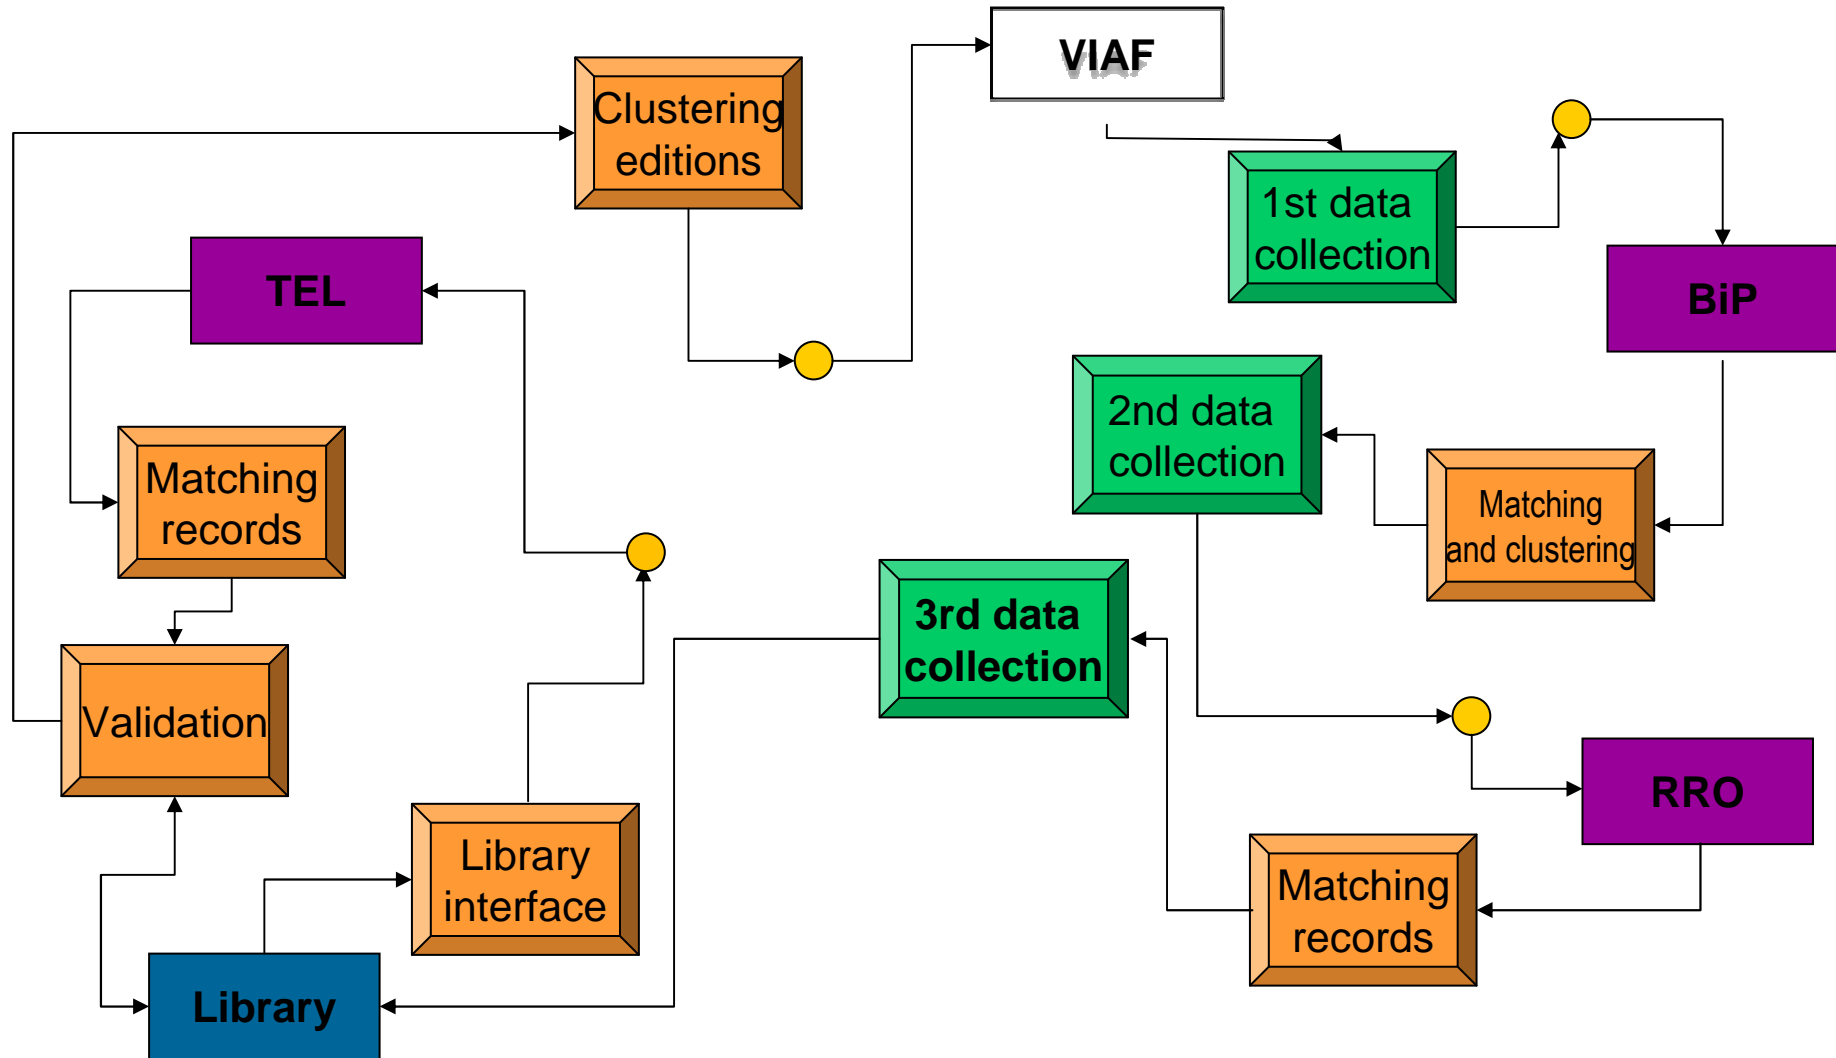 VIAF
Clustering
editions
1st data
collection
TEL
BiP
2nd data
collection
Matching
records
Matching
and clustering
3rd data
collection
Validation
RRO
Library
interface
Matching
records
Library